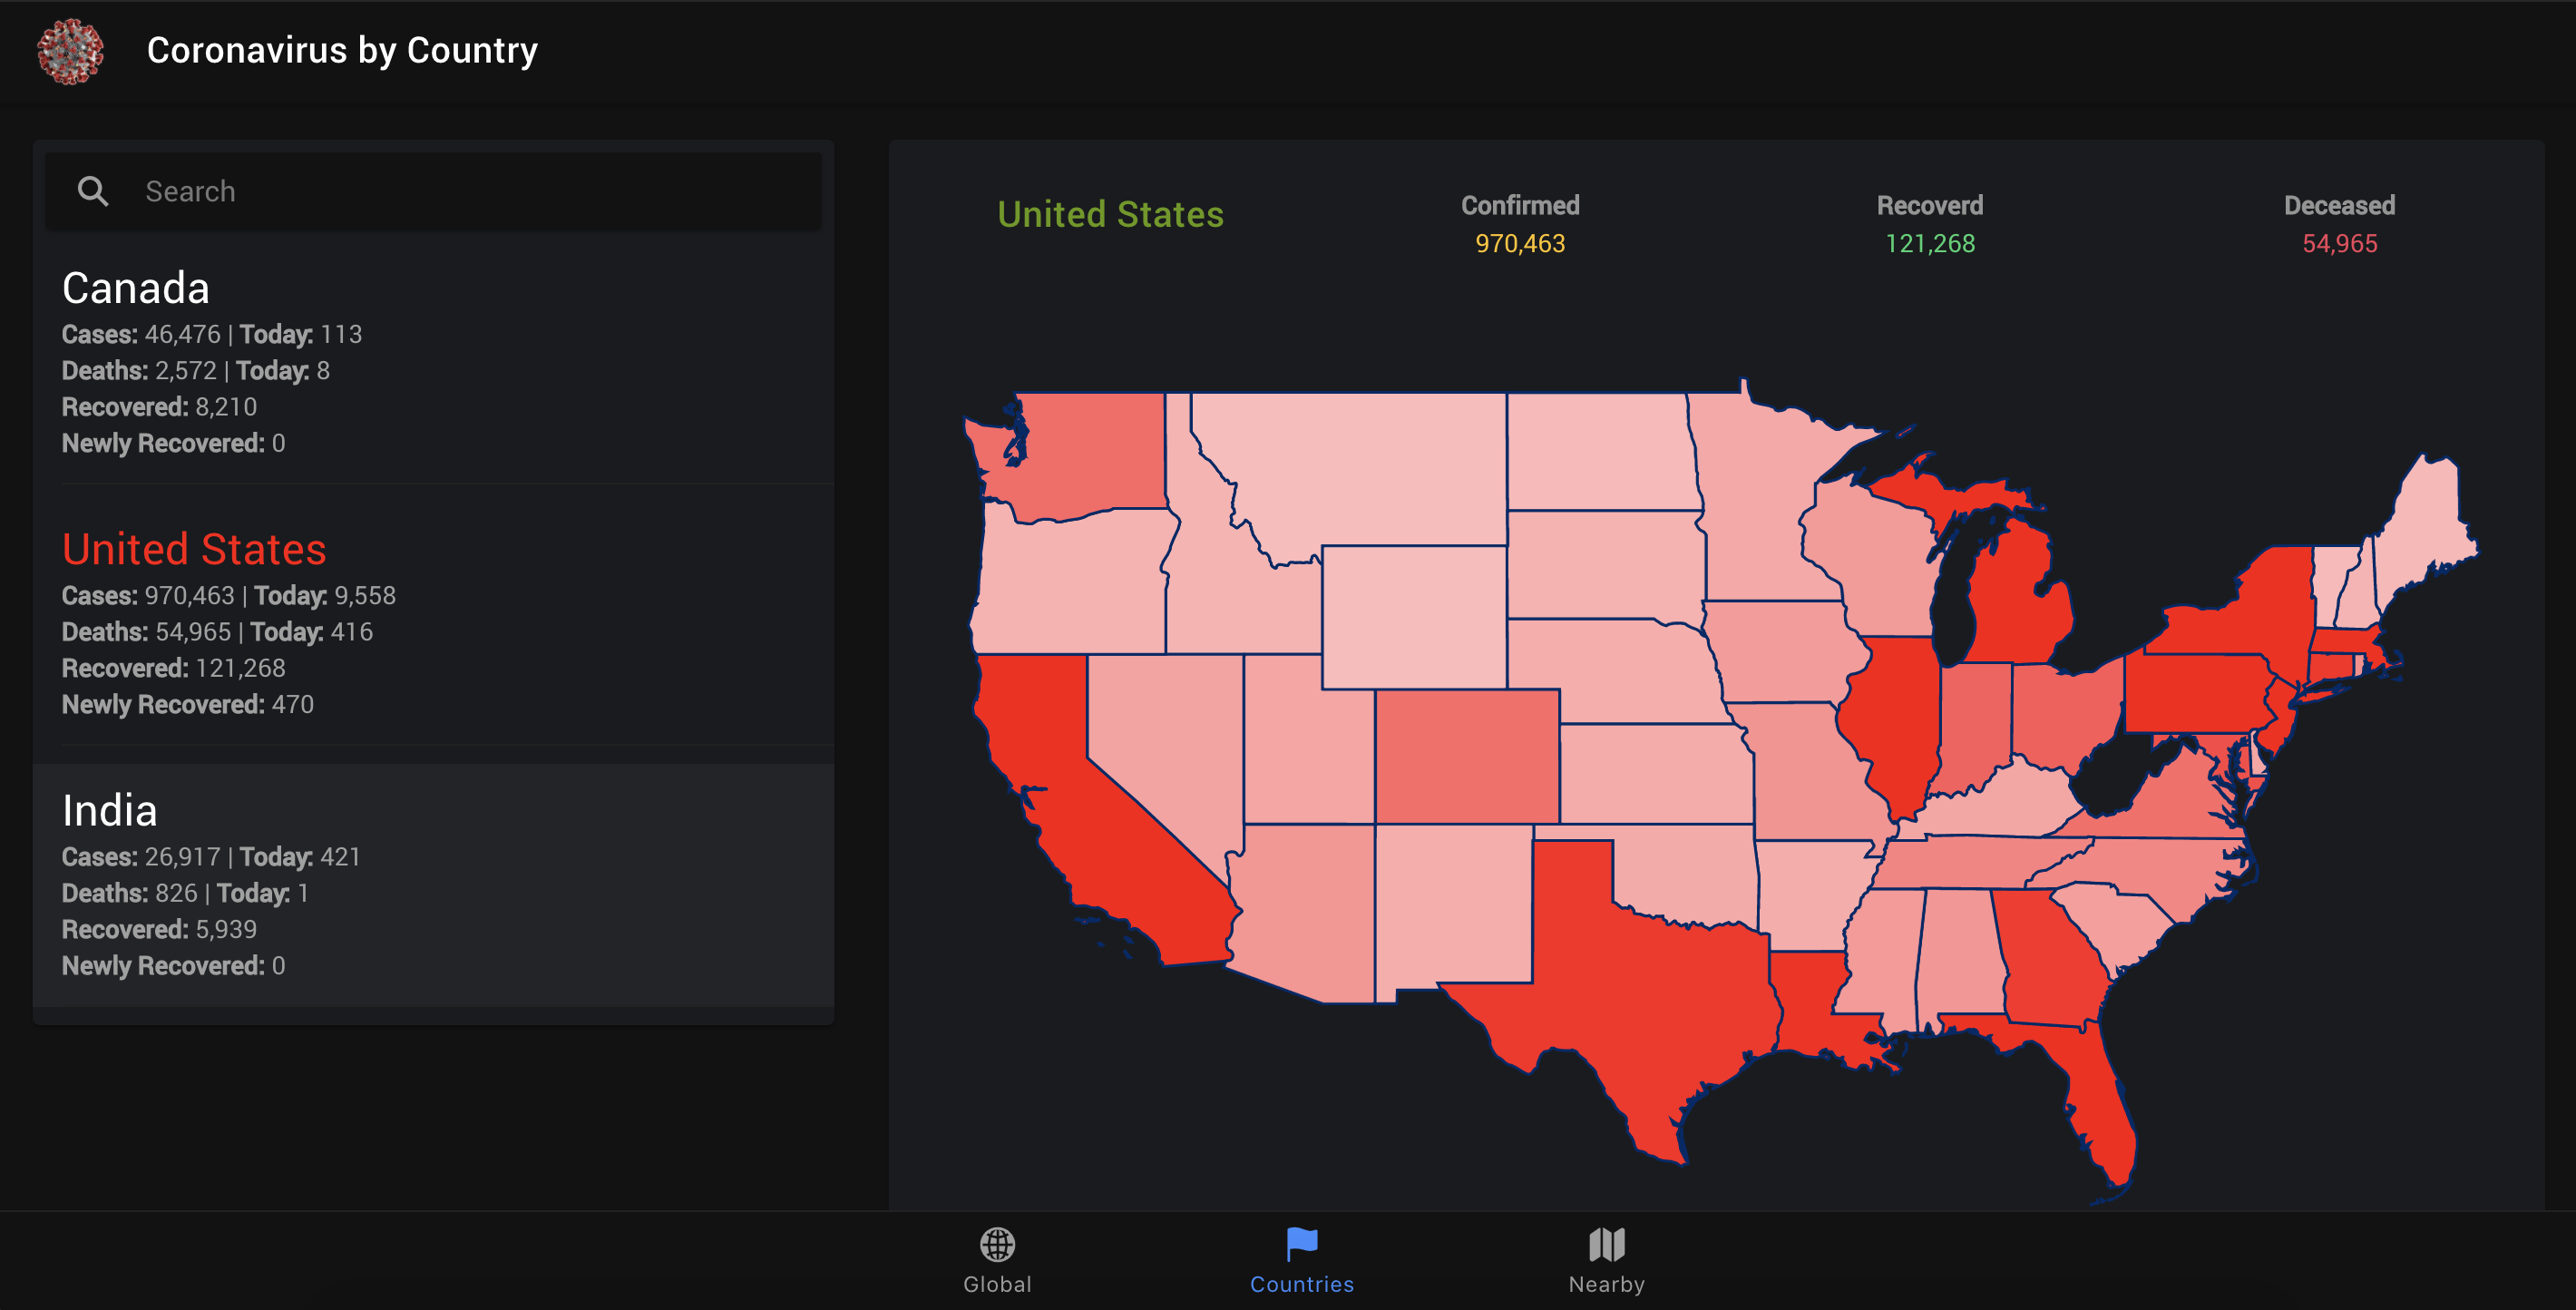 Coronavirus by Country
Search
Canada
Cases: 46,476 | Today: 113
Deaths: 2,572 | Today: 8
Recovered: 8,210
Newly Recovered: 0
United States
Cases: 970,463 | Today: 9,558
Deaths: 54,965 | Today: 416
Recovered: 121,268
Newly Recovered: 470
India
Cases: 26,917 | Today: 421
Deaths: 826 | Today: 1
Recovered: 5,939
Newly Recovered: 0
United States
Confirmed
970,463
Recoverd
121,268
Deceased
54,965
Global
Countries
Nearby